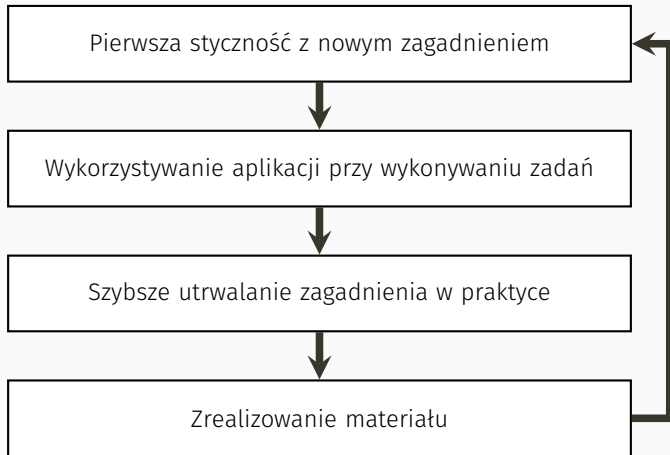 Pierwsza styczność z nowym zagadnieniem
Wykorzystywanie aplikacji przy wykonywaniu zadań
Szybsze utrwalanie zagadnienia w praktyce
Zrealizowanie materiału